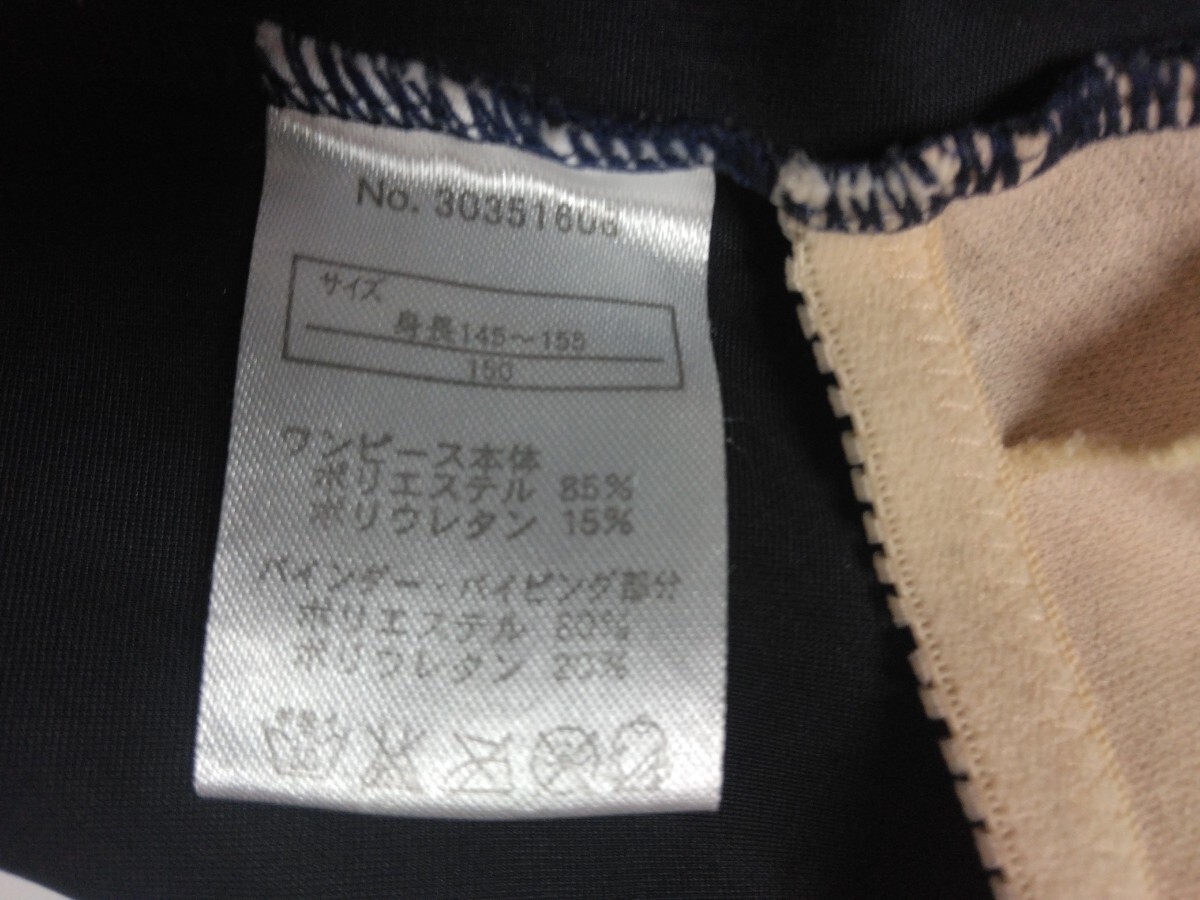 No. 30351606
サイズ
身長145～155
150
ワンピース本体
ポリエステル 85%
ポリウレタン 15%
バインダー・パイピング部分
ポリエステル 80%
ポリウレタン 20%